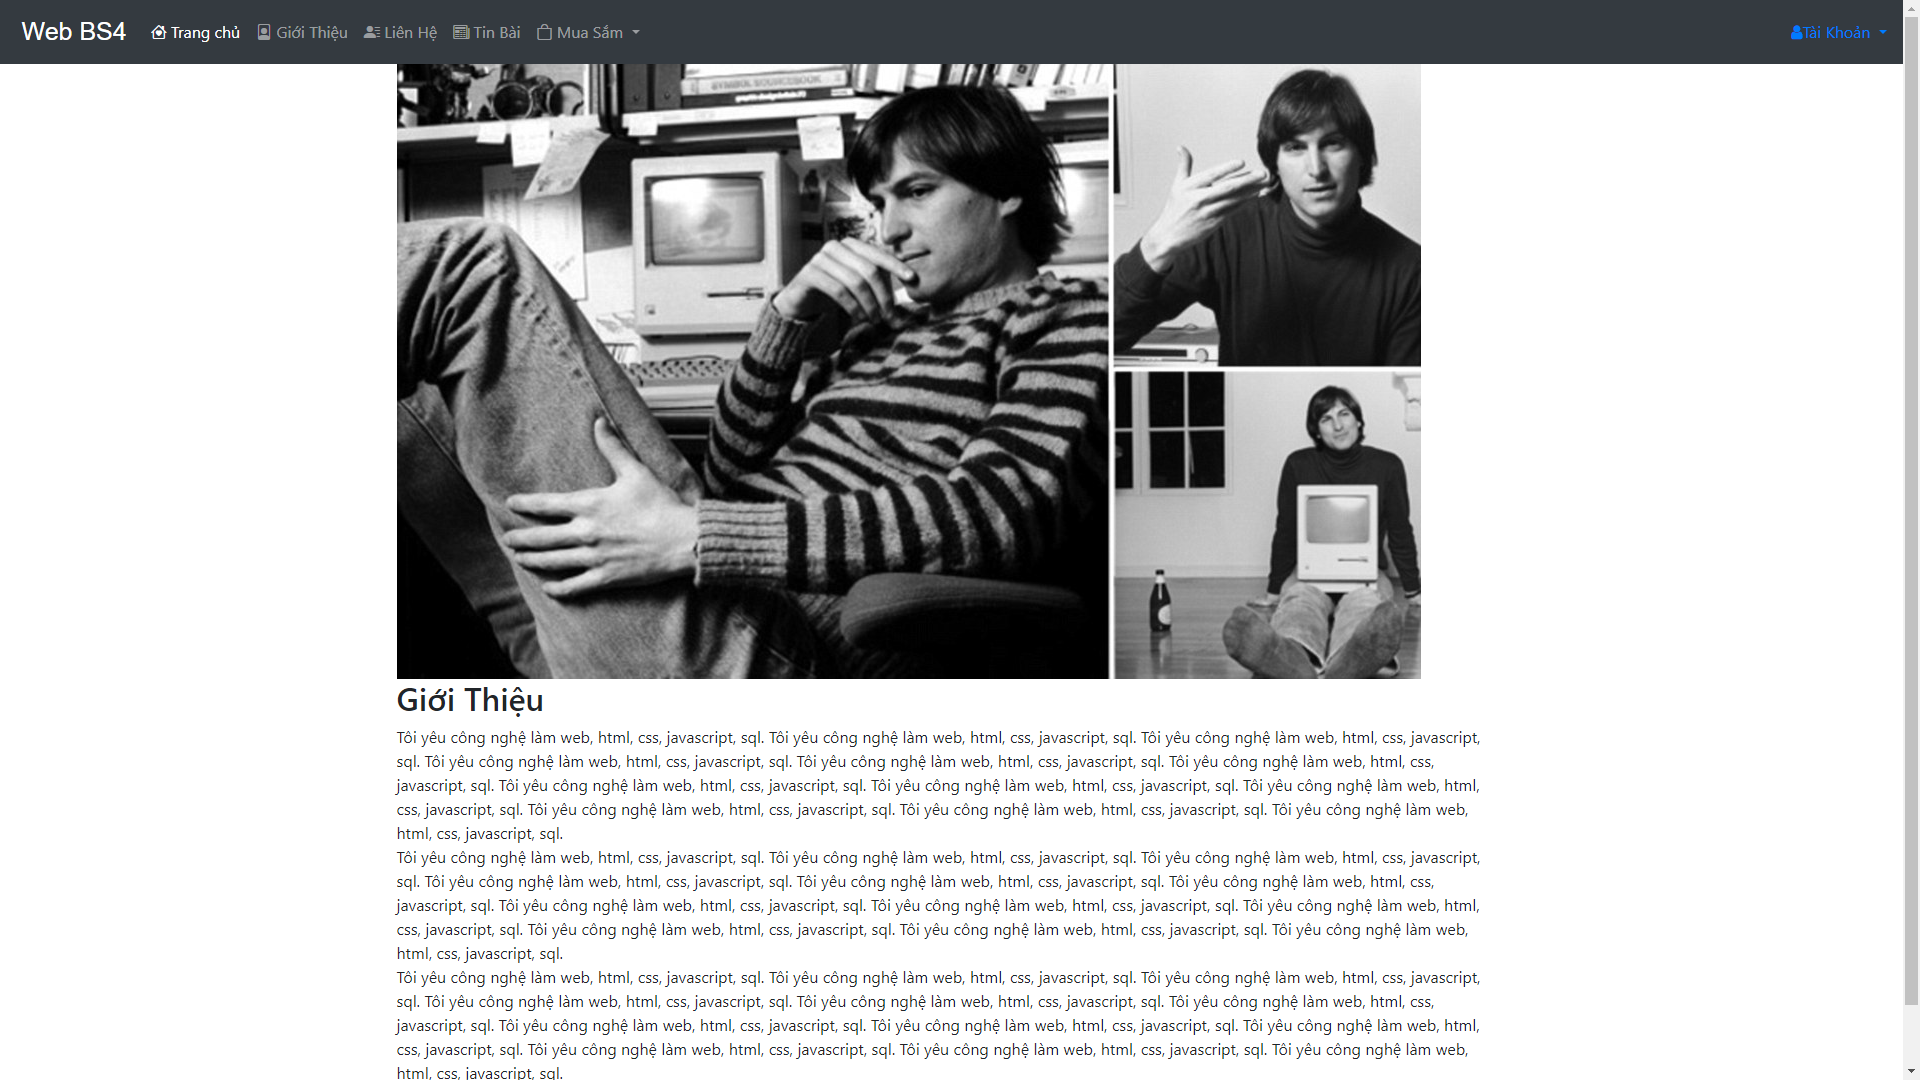 Web BS4 Trang chủ Giới Thiệu Liên Hệ Tin Bài Mua Sắm Tài Khoản
SYMBOL SOURCEBOOK
Giới Thiệu
Tôi yêu công nghệ làm web, html, css, javascript, sql. Tôi yêu công nghệ làm web, html, css, javascript, sql. Tôi yêu công nghệ làm web, html, css, javascript,
sql. Tôi yêu công nghệ làm web, html, css, javascript, sql. Tôi yêu công nghệ làm web, html, css, javascript, sql. Tôi yêu công nghệ làm web, html, css,
javascript, sql. Tôi yêu công nghệ làm web, html, css, javascript, sql. Tôi yêu công nghệ làm web, html, css, javascript, sql. Tôi yêu công nghệ làm web, html,
css, javascript, sql. Tôi yêu công nghệ làm web, html, css, javascript, sql. Tôi yêu công nghệ làm web, html, css, javascript, sql. Tôi yêu công nghệ làm web,
html, css, javascript, sql.
Tôi yêu công nghệ làm web, html, css, javascript, sql. Tôi yêu công nghệ làm web, html, css, javascript, sql. Tôi yêu công nghệ làm web, html, css, javascript,
sql. Tôi yêu công nghệ làm web, html, css, javascript, sql. Tôi yêu công nghệ làm web, html, css, javascript, sql. Tôi yêu công nghệ làm web, html, css,
javascript, sql. Tôi yêu công nghệ làm web, html, css, javascript, sql. Tôi yêu công nghệ làm web, html, css, javascript, sql. Tôi yêu công nghệ làm web, html,
css, javascript, sql. Tôi yêu công nghệ làm web, html, css, javascript, sql. Tôi yêu công nghệ làm web, html, css, javascript, sql. Tôi yêu công nghệ làm web,
html, css, javascript, sql.
Tôi yêu công nghệ làm web, html, css, javascript, sql. Tôi yêu công nghệ làm web, html, css, javascript, sql. Tôi yêu công nghệ làm web, html, css, javascript,
sql. Tôi yêu công nghệ làm web, html, css, javascript, sql. Tôi yêu công nghệ làm web, html, css, javascript, sql. Tôi yêu công nghệ làm web, html, css,
javascript, sql. Tôi yêu công nghệ làm web, html, css, javascript, sql. Tôi yêu công nghệ làm web, html, css, javascript, sql. Tôi yêu công nghệ làm web, html,
css, javascript, sql. Tôi yêu công nghệ làm web, html, css, javascript, sql. Tôi yêu công nghệ làm web, html, css, javascript, sql. Tôi yêu công nghệ làm web,
html, css, javascript, sql.